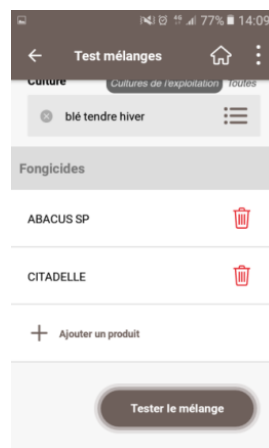 4G 77% 14:09
Test mélanges
Culture Cultures de l'exploitation Toutes
blé tendre hiver
Fongicides
ABACUS SP
CITADELLE
Ajouter un produit
Tester le mélange